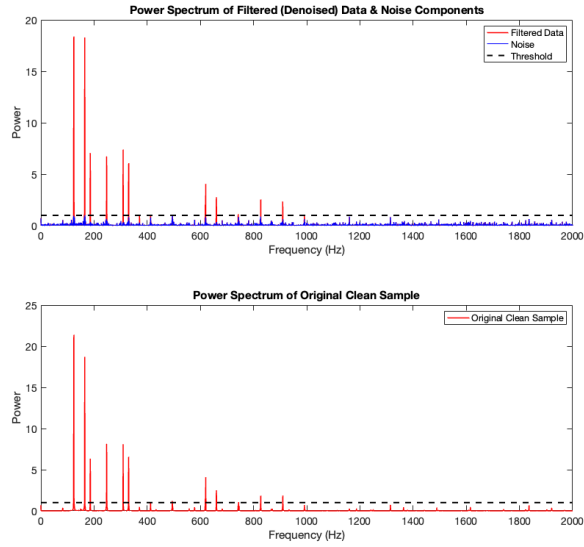 Power Spectrum of Filtered (Denoised) Data & Noise Components
20
15
10
5
0
Power
Filtered Data
Noise
Threshold
0 200 400 600 800 1000 1200 1400 1600 1800 2000
Frequency (Hz)
Power Spectrum of Original Clean Sample
25
20
15
10
5
0
Power
Original Clean Sample
0 200 400 600 800 1000 1200 1400 1600 1800 2000
Frequency (Hz)